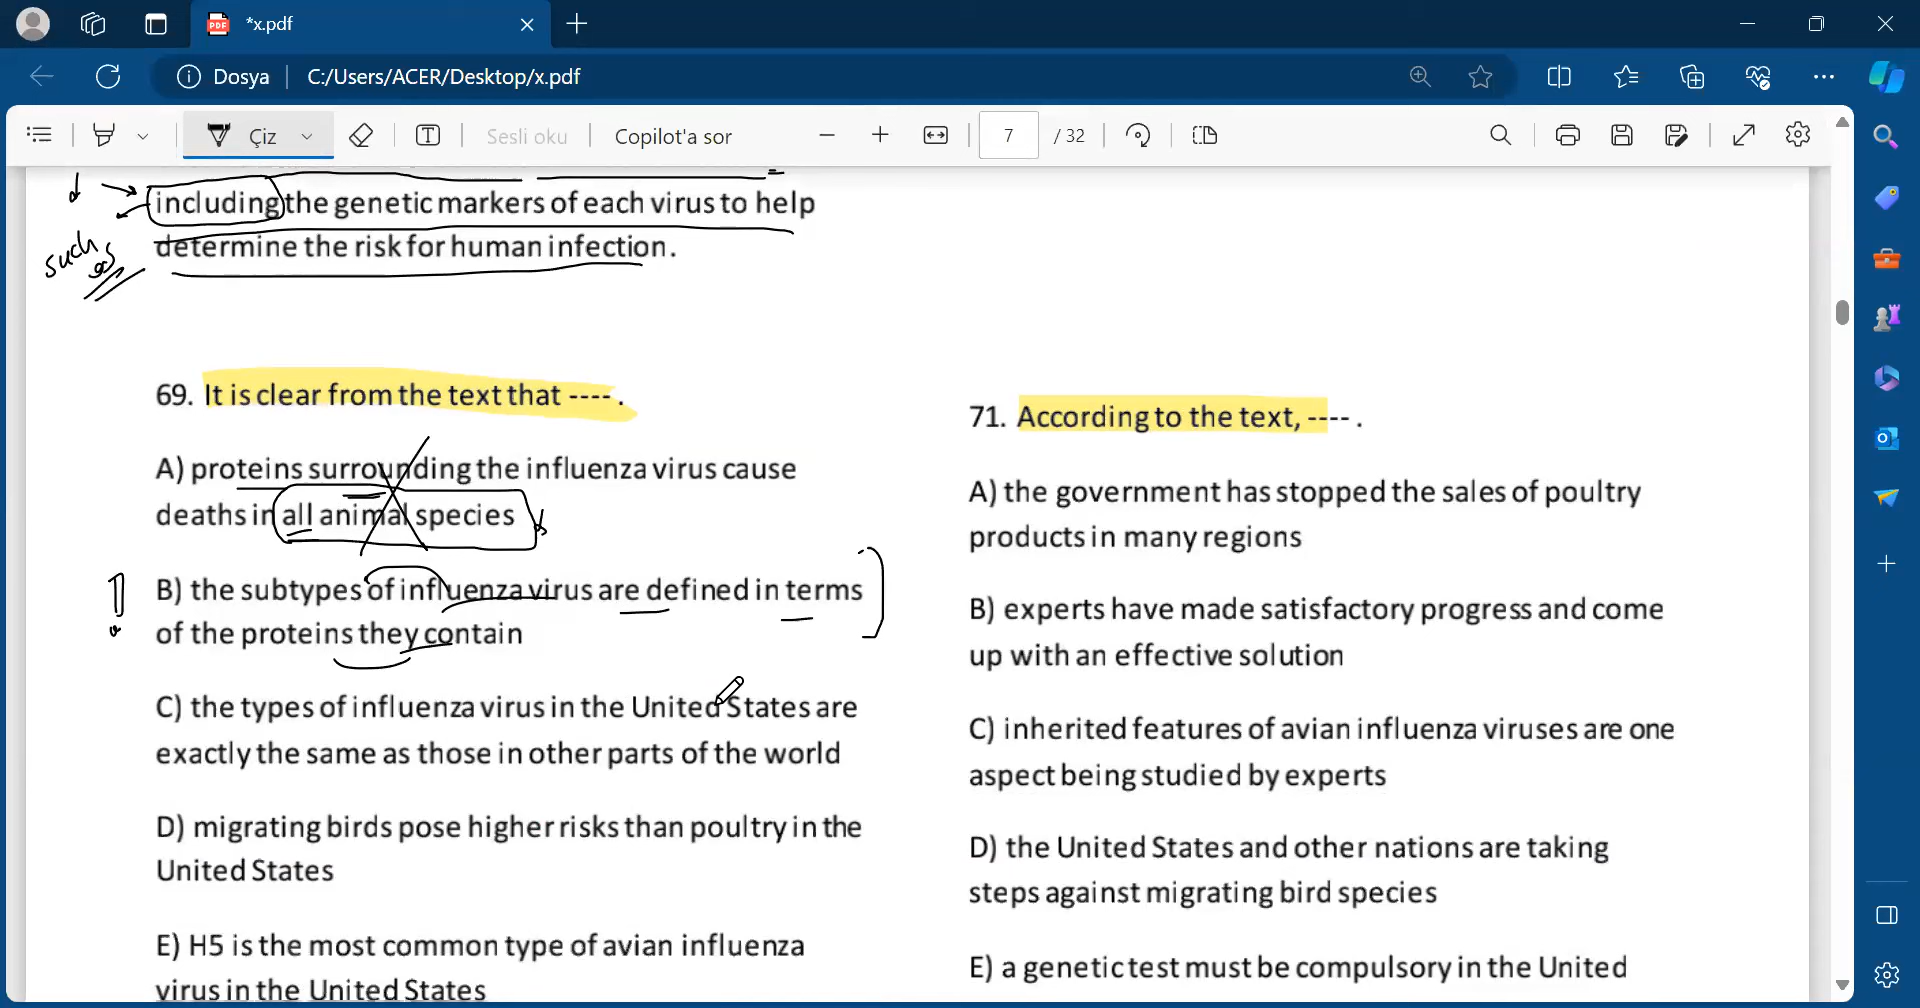 *x.pdf
Dosya
C:/Users/ACER/Desktop/x.pdf
Çiz
Sesli oku
Copilot'a sor
7
/ 32
including the genetic markers of each virus to help
determine the risk for human infection.
such
as
69. It is clear from the text that ---- .
A) proteins surrounding the influenza virus cause
deaths in all animal species
B) the subtypes of influenza virus are defined in terms
of the proteins they contain
C) the types of influenza virus in the United States are
exactly the same as those in other parts of the world
D) migrating birds pose higher risks than poultry in the
United States
E) H5 is the most common type of avian influenza
virus in the United States
71. According to the text, ---- .
A) the government has stopped the sales of poultry
products in many regions
B) experts have made satisfactory progress and come
up with an effective solution
C) inherited features of avian influenza viruses are one
aspect being studied by experts
D) the United States and other nations are taking
steps against migrating bird species
E) a genetic test must be compulsory in the United